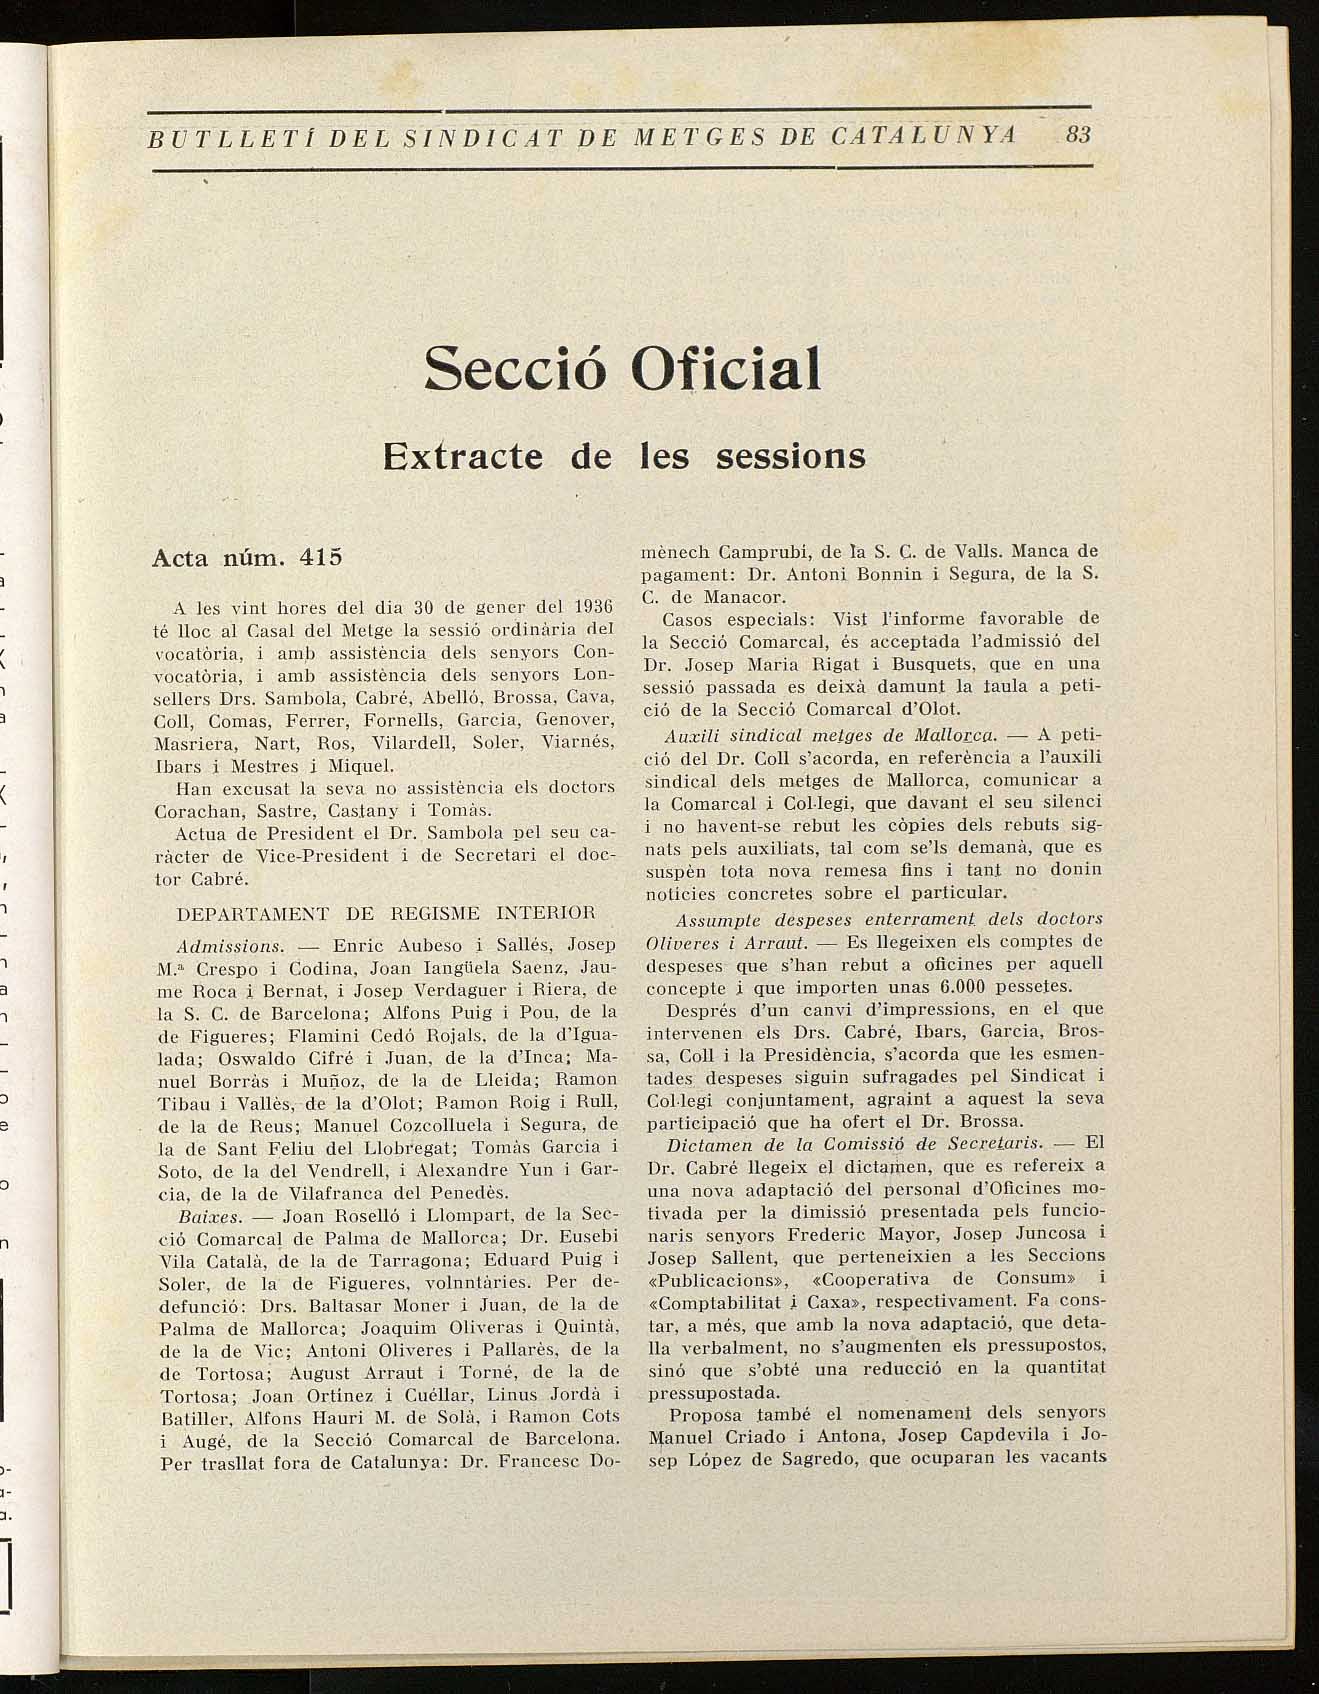 BUTLLETÍ DEL SINDICAT DE METGES DE CATALUNYA 83
Secció Oficial
Extracte de les sessions
Acta núm. 415
A les vint hores del dia 30 de gener del 1936
té lloc al Casal del Metge la sessió ordinària del
vocatòria, i amb assistència dels senyors Con-
vocatòria, i amb assistència dels senyors Lon-
sellers Drs. Sambola, Cabré, Abelló, Brossa, Cava,
Coll, Comas, Ferrer, Fornells, Garcia, Genover,
Masriera, Nart, Ros, Vilardell, Soler, Viarnés,
Ibars i Mestres i Miquel.
Han excusat la seva no assistència els doctors
Corachan, Sastre, Castany i Tomàs.
Actua de President el Dr. Sambola pel seu ca-
ràcter de Vice-President i de Secretari el doc-
tor Cabré.
DEPARTAMENT DE REGISME INTERIOR
Admissions. — Enric Aubeso i Sallés, Josep
M.ª Crespo i Codina, Joan Iangüela Saenz, Jau-
me Roca i Bernat, i Josep Verdaguer i Riera, de
la S. C. de Barcelona; Alfons Puig i Pou, de la
de Figueres; Flamini Cedó Rojals, de la d'Igua-
lada; Oswaldo Cifré i Juan, de la d'Inca; Ma-
nuel Borràs i Muñoz, de la de Lleida; Ramon
Tibau i Vallès, de la d'Olot; Ramon Roig i Rull,
de la de Reus; Manuel Cozcolluela i Segura, de
la de Sant Feliu del Llobregat; Tomàs Garcia i
Soto, de la del Vendrell, i Alexandre Yun i Gar-
cia, de la de Vilafranca del Penedès.
Baixes. — Joan Roselló i Llompart, de la Sec-
ció Comarcal de Palma de Mallorca; Dr. Eusebi
Vila Català, de la de Tarragona; Eduard Puig i
Soler, de la de Figueres, volnntàries. Per de-
defunció: Drs. Baltasar Moner i Juan, de la de
Palma de Mallorca; Joaquim Oliveras i Quintà,
de la de Vic; Antoni Oliveres i Pallarès, de la
de Tortosa; August Arraut i Torné, de la de
Tortosa; Joan Ortinez i Cuéllar, Linus Jordà i
Batiller, Alfons Hauri M. de Solà, i Ramon Cots
i Augé, de la Secció Comarcal de Barcelona.
Per trasllat fora de Catalunya: Dr. Francesc Do-
mènech Camprubí, de la S. C. de Valls. Manca de
pagament: Dr. Antoni Bonnin i Segura, de la S.
C. de Manacor.
Casos especials: Vist l'informe favorable de
la Secció Comarcal, és acceptada l'admissió del
Dr. Josep Maria Rigat i Busquets, que en una
sessió passada es deixà damunt la taula a peti-
ció de la Secció Comarcal d'Olot.
Auxili sindical metges de Mallorca. — A peti-
ció del Dr. Coll s'acorda, en referència a l'auxili
sindical dels metges de Mallorca, comunicar a
la Comarcal i Col·legi, que davant el seu silenci
i no havent-se rebut les còpies dels rebuts sig-
nats pels auxiliats, tal com se'ls demanà, que es
suspèn tota nova remesa fins i tant no donin
noticies concretes sobre el particular.
Assumpte despeses enterrament dels doctors
Oliveres i Arraut. — Es llegeixen els comptes de
despeses que s'han rebut a oficines per aquell
concepte i que importen unas 6.000 pessetes.
Després d'un canvi d'impressions, en el que
intervenen els Drs. Cabré, Ibars, Garcia, Bros-
sa, Coll i la Presidència, s'acorda que les esmen-
tades despeses siguin sufragades pel Sindicat i
Col·legi conjuntament, agraint a aquest la seva
participació que ha ofert el Dr. Brossa.
Dictamen de la Comissió de Secretaris. — El
Dr. Cabré llegeix el dictamen, que es refereix a
una nova adaptació del personal d'Oficines mo-
tivada per la dimissió presentada pels funcio-
naris senyors Frederic Mayor, Josep Juncosa i
Josep Sallent, que perteneixien a les Seccions
«Publicacions», «Cooperativa de Consum» i
«Comptabilitat i Caxa», respectivament. Fa cons-
tar, a més, que amb la nova adaptació, que deta-
lla verbalment, no s'augmenten els pressupostos,
sinó que s'obté una reducció en la quantitat
pressupostada.
Proposa també el nomenament dels senyors
Manuel Criado i Antona, Josep Capdevila i Jo-
sep López de Sagredo, que ocuparan les vacants